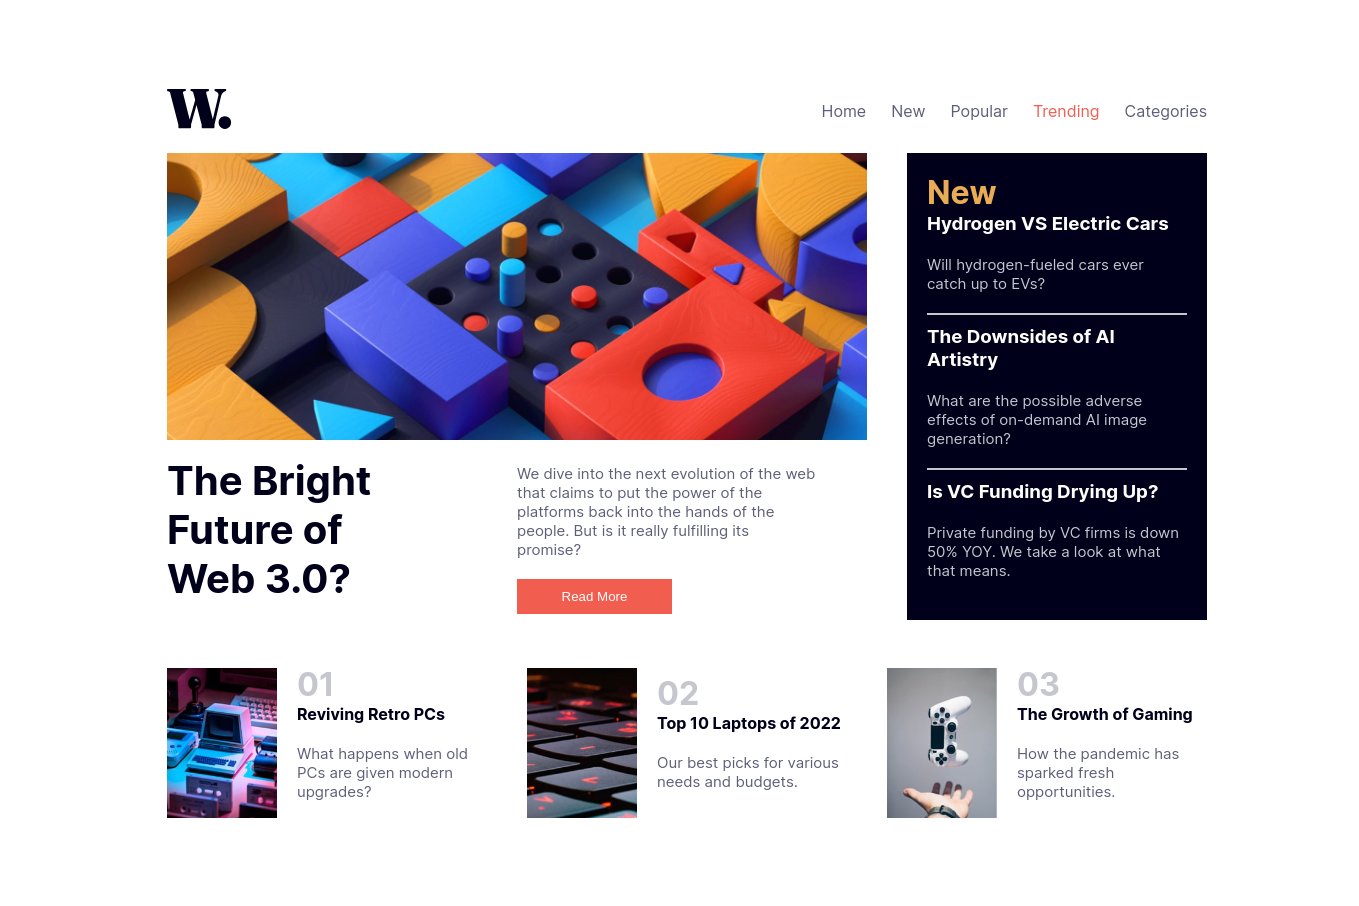 W.
Home New Popular Trending Categories
New
Hydrogen VS Electric Cars
Will hydrogen-fueled cars ever
catch up to EVs?
The Downsides of AI
Artistry
What are the possible adverse
effects of on-demand AI image
generation?
Is VC Funding Drying Up?
Private funding by VC firms is down
50% YOY. We take a look at what
that means.
The Bright
Future of
Web 3.0?
We dive into the next evolution of the web
that claims to put the power of the
platforms back into the hands of the
people. But is it really fulfilling its
promise?
Read More
01
Reviving Retro PCs
What happens when old
PCs are given modern
upgrades?
02
Top 10 Laptops of 2022
Our best picks for various
needs and budgets.
03
The Growth of Gaming
How the pandemic has
sparked fresh
opportunities.